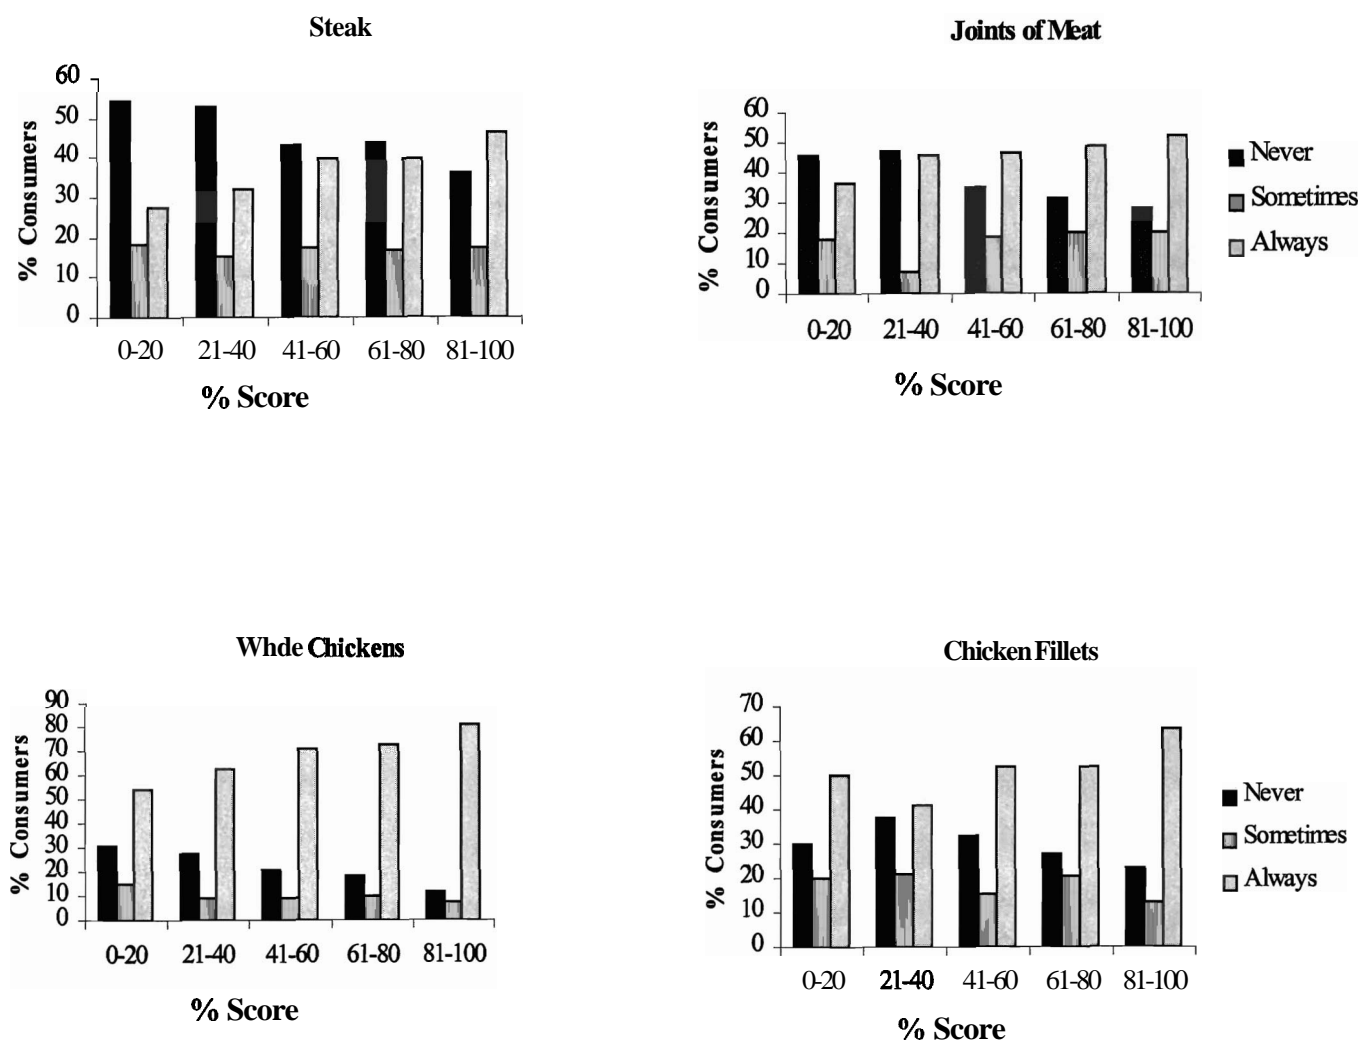 Steak
% Consumers
60
50
40
30
20
10
0
0-20 21-40 41-60 61-80 81-100
% Score
Joints of Meat
% Consumers
60
50
40
30
20
10
0
0-20 21-40 41-60 61-80 81-100
% Score
Never
Sometimes
Always
Whde Chickens
% Consumers
90
80
70
60
50
40
30
20
10
0
0-20 21-40 41-60 61-80 81-100
% Score
Chicken Fillets
% Consumers
70
60
50
40
30
20
10
0
0-20 21-40 41-60 61-80 81-100
% Score
Never
Sometimes
Always